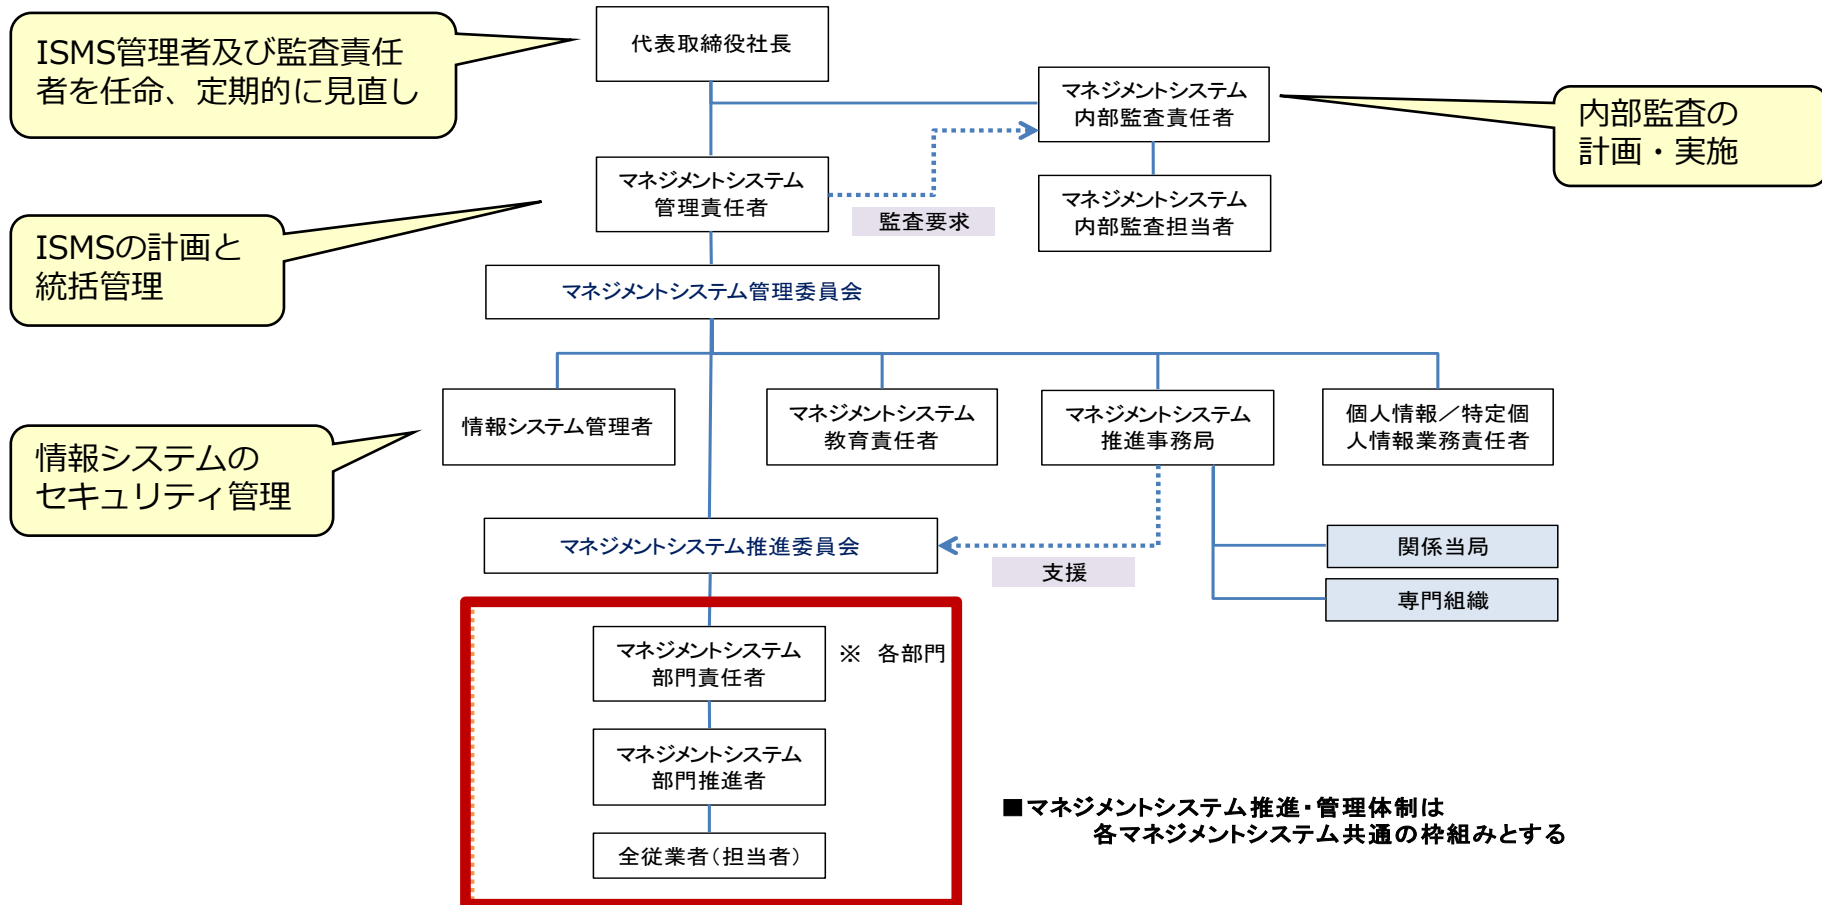 ISMS管理者及び監査責任
者を任命、定期的に見直し
代表取締役社長
マネジメントシステム
内部監査責任者
内部監査の
計画・実施
マネジメントシステム
管理責任者
監査要求
マネジメントシステム
内部監査担当者
ISMSの計画と
統括管理
マネジメントシステム管理委員会
情報システム管理者
マネジメントシステム
教育責任者
マネジメントシステム
推進事務局
個人情報／特定個
人情報業務責任者
情報システムの
セキュリティ管理
マネジメントシステム推進委員会
支援
関係当局
専門組織
マネジメントシステム
部門責任者
※ 各部門
マネジメントシステム
部門推進者
全従業者（担当者）
■マネジメントシステム推進・管理体制は
各マネジメントシステム共通の枠組みとする